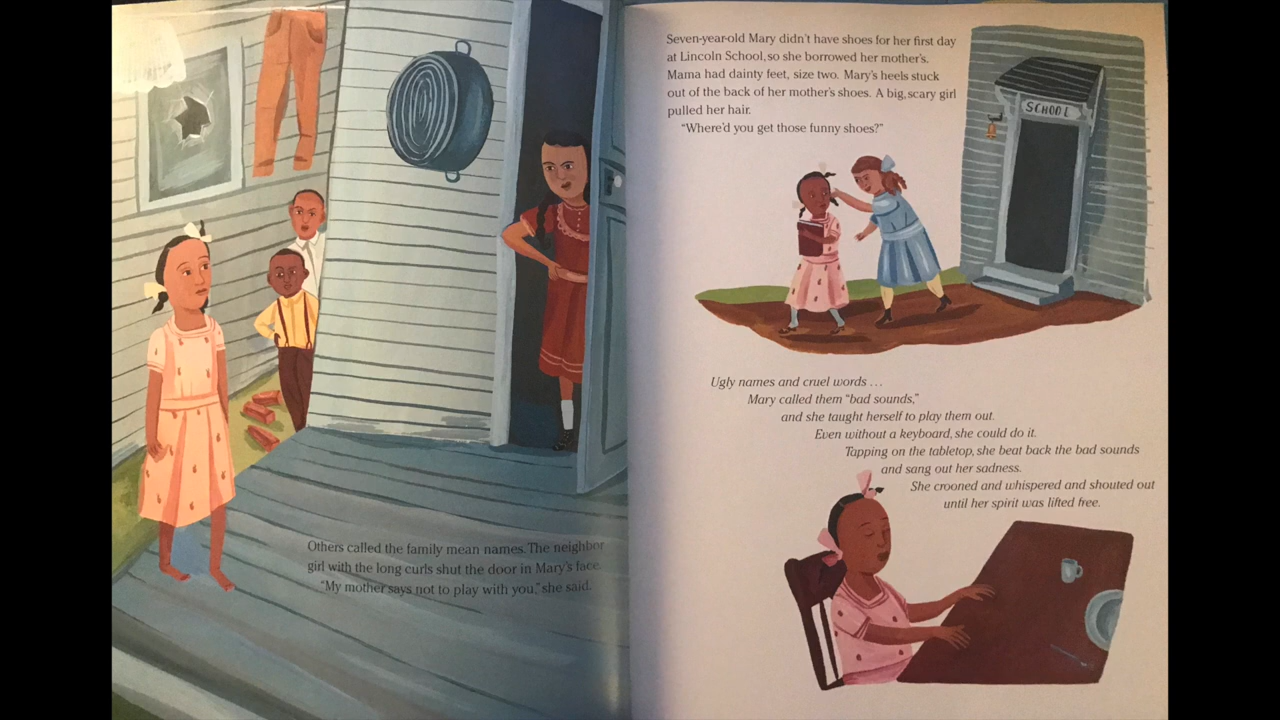 Others called the family mean names. The neighbor
girl with the long curls shut the door in Mary's face.
"My mother says not to play with you," she said.
Seven-year-old Mary didn't have shoes for her first day
at Lincoln School, so she borrowed her mother's.
Mama had dainty feet, size two. Mary's heels stuck
out of the back of her mother's shoes. A big, scary girl
pulled her hair.
"Where'd you get those funny shoes?"
SCHOOL
Ugly names and cruel words . . .
Mary called them "bad sounds,"
and she taught herself to play them out.
Even without a keyboard, she could do it.
Tapping on the tabletop, she beat back the bad sounds
and sang out her sadness.
She crooned and whispered and shouted out
until her spirit was lifted free.